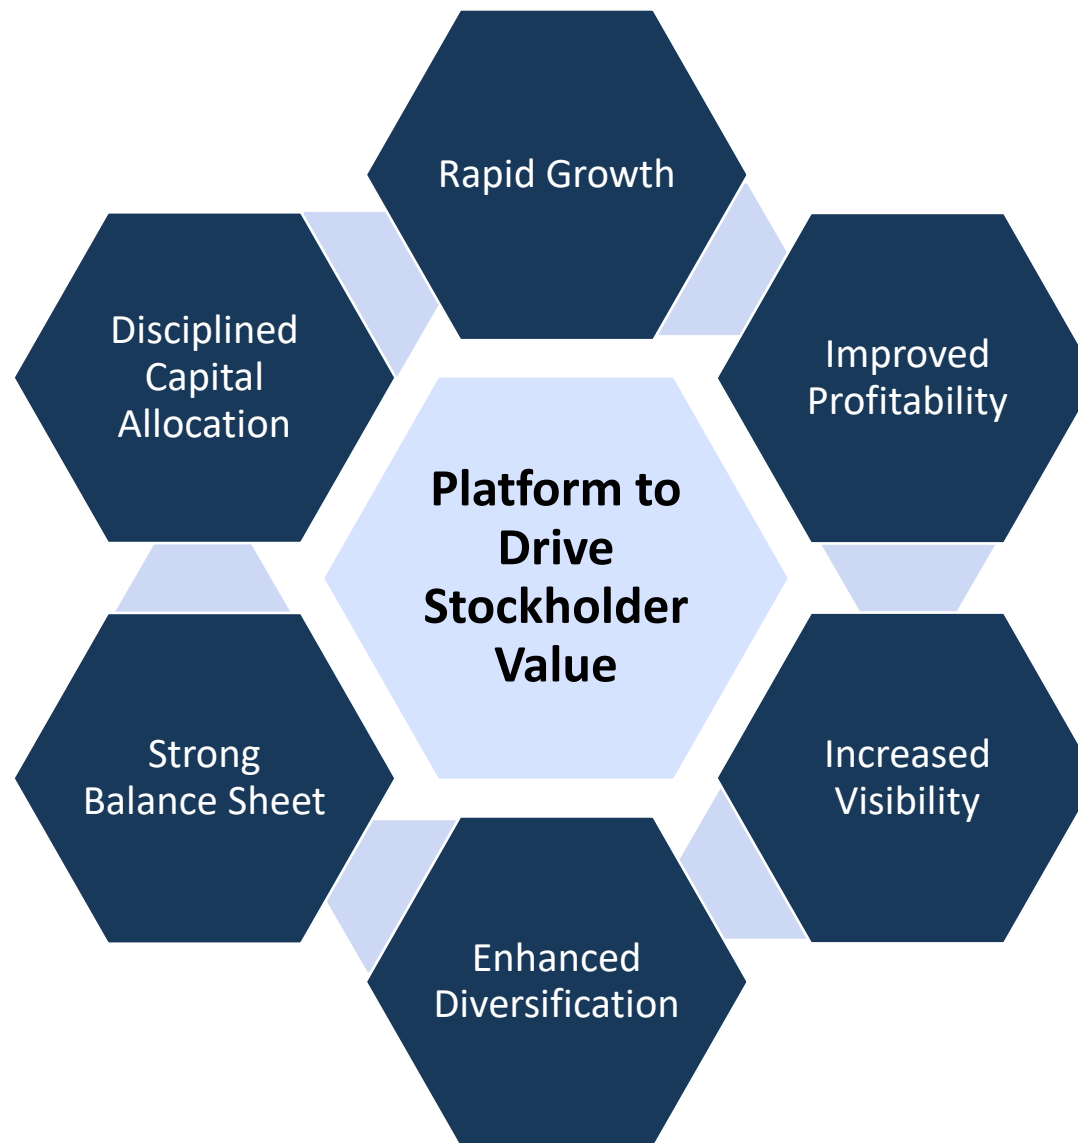 Rapid Growth
Improved
Profitability
Increased
Visibility
Enhanced
Diversification
Strong
Balance Sheet
Disciplined
Capital
Allocation
Platform to
Drive
Stockholder
Value